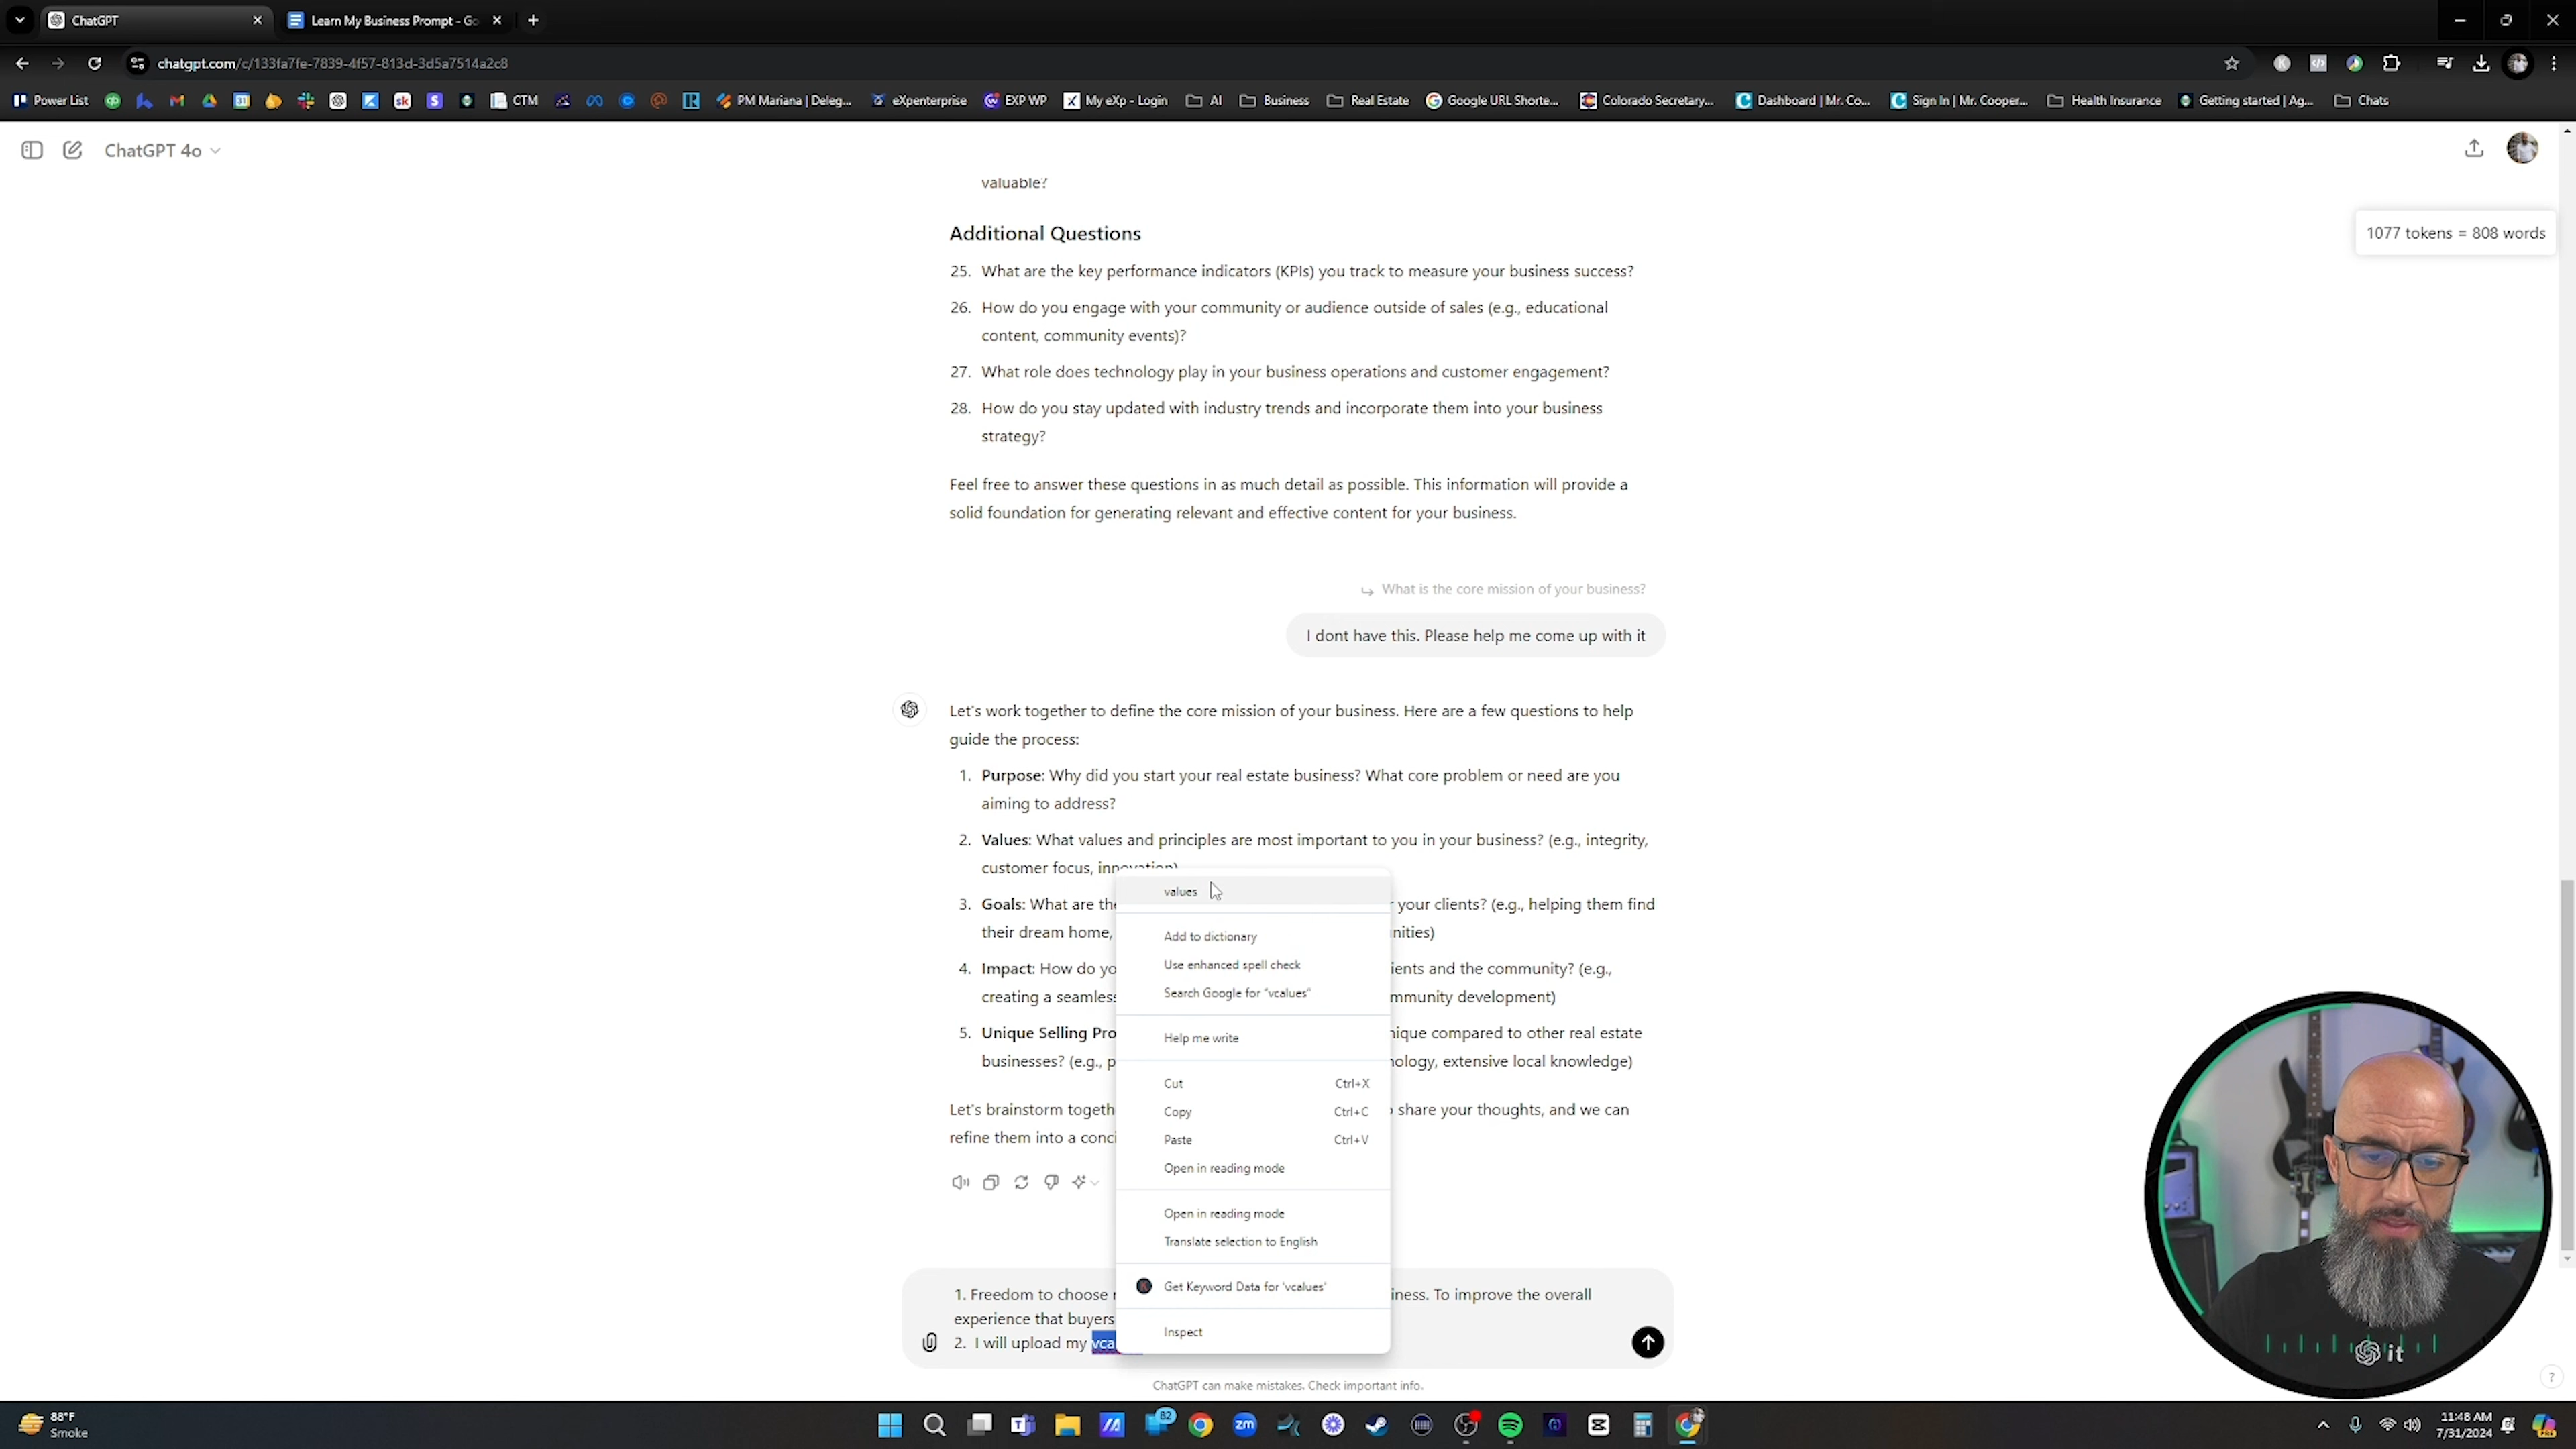 ChatGPT
Learn My Business Prompt - Go
chatgpt.com/c/133fa7fe-7839-4f57-813d-3d5a7514a2c8
Power List
CTM
PM Mariana | Deleg...
eXpenterprise
EXP WP
My eXp - Login
AI
Business
Real Estate
Google URL Shorte...
Colorado Secretary...
Dashboard | Mr. Co...
Sign In | Mr. Cooper...
Health Insurance
Getting started | Ag...
Chats
ChatGPT 4o
valuable?
1077 tokens = 808 words
Additional Questions
25. What are the key performance indicators (KPIs) you track to measure your business success?
26. How do you engage with your community or audience outside of sales (e.g., educational
content, community events)?
27. What role does technology play in your business operations and customer engagement?
28. How do you stay updated with industry trends and incorporate them into your business
strategy?
Feel free to answer these questions in as much detail as possible. This information will provide a
solid foundation for generating relevant and effective content for your business.
What is the core mission of your business?
I dont have this. Please help me come up with it
Let's work together to define the core mission of your business. Here are a few questions to help
guide the process:
1. Purpose: Why did you start your real estate business? What core problem or need are you
aiming to address?
2. Values: What values and principles are most important to you in your business? (e.g., integrity,
customer focus, innovation)
3. Goals: What are the your clients? (e.g., helping them find
their dream home, nities)
4. Impact: How do yo ients and the community? (e.g.,
creating a seamles mmunity development)
5. Unique Selling Pro nique compared to other real estate
businesses? (e.g., p nology, extensive local knowledge)
Let's brainstorm togeth share your thoughts, and we can
refine them into a conci
values
Add to dictionary
Use enhanced spell check
Search Google for "vcalues"
Help me write
Cut Ctrl+X
Copy Ctrl+C
Paste Ctrl+V
Open in reading mode
Open in reading mode
Translate selection to English
Get Keyword Data for 'vcalues'
Inspect
1. Freedom to choose iness. To improve the overall
experience that buyers
2. I will upload my vca
it
ChatGPT can make mistakes. Check important info.
?
88°F
Smoke
82
zm
11:48 AM
7/31/2024